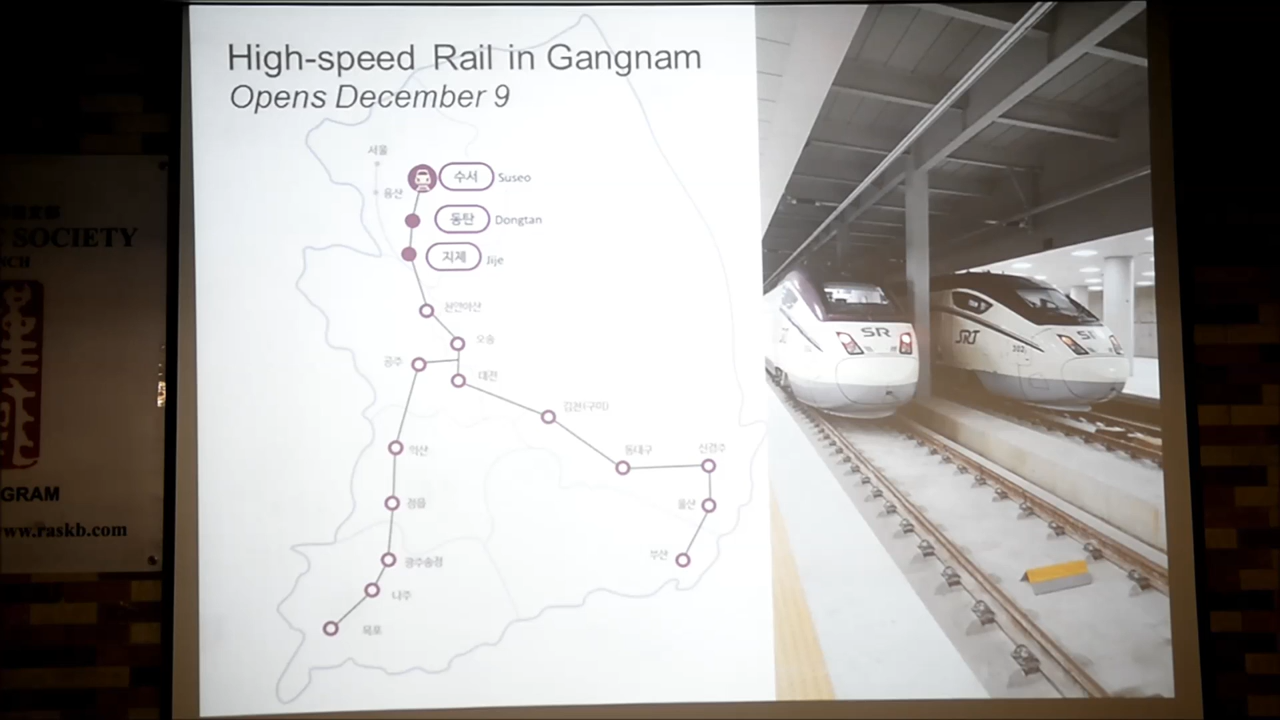 High-speed Rail in Gangnam
Opens December 9
서울
용산
수서 Suseo
동탄 Dongtan
지제 Jije
천안아산
오송
공주
대전
김천(구미)
동대구
신경주
익산
정읍
울산
부산
광주송정
나주
목포
SR
SRT
SOCIETY
GRAM
ww.raskb.com